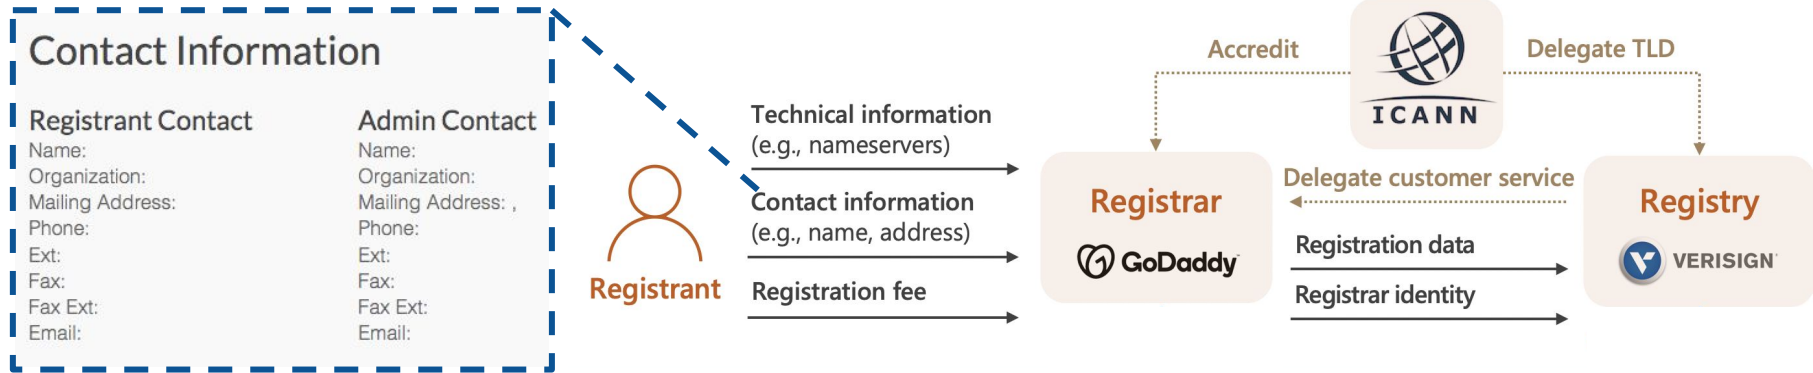 Contact Information
Registrant Contact
Name:
Organization:
Mailing Address:
Phone:
Ext:
Fax:
Fax Ext:
Email:
Admin Contact
Name:
Organization:
Mailing Address: ,
Phone:
Ext:
Fax:
Fax Ext:
Email:
Registrant
Technical information
(e.g., nameservers)
Contact information
(e.g., name, address)
Registration fee
Accredit
ICANN
Delegate TLD
Registrar
GoDaddy
Delegate customer service
Registration data
Registrar identity
Registry
VERISIGN